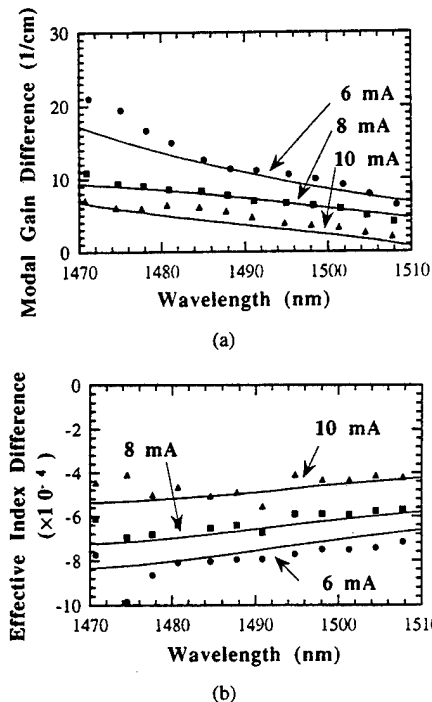 (a)
Modal Gain Difference (1/cm)
30
20
10
0
6 mA
8 mA
10 mA
1470 1480 1490 1500 1510
Wavelength (nm)
(a)
Effective Index Difference
(×10-4)
0
-2
-4
-6
-8
-10
8 mA
10 mA
6 mA
1470 1480 1490 1500 1510
Wavelength (nm)
(b)